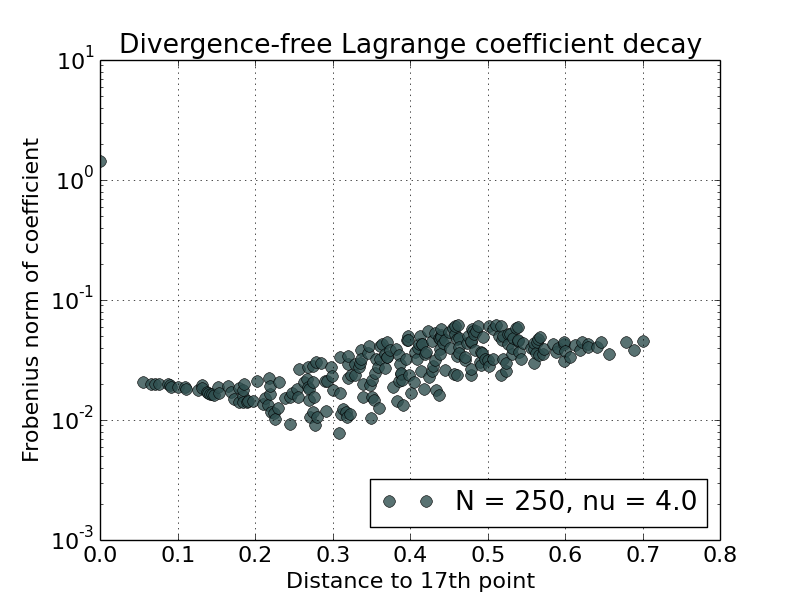 Divergence-free Lagrange coefficient decay
Frobenius norm of coefficient
10^1
10^0
10^-1
10^-2
10^-3
0.0 0.1 0.2 0.3 0.4 0.5 0.6 0.7 0.8
N = 250, nu = 4.0
Distance to 17th point